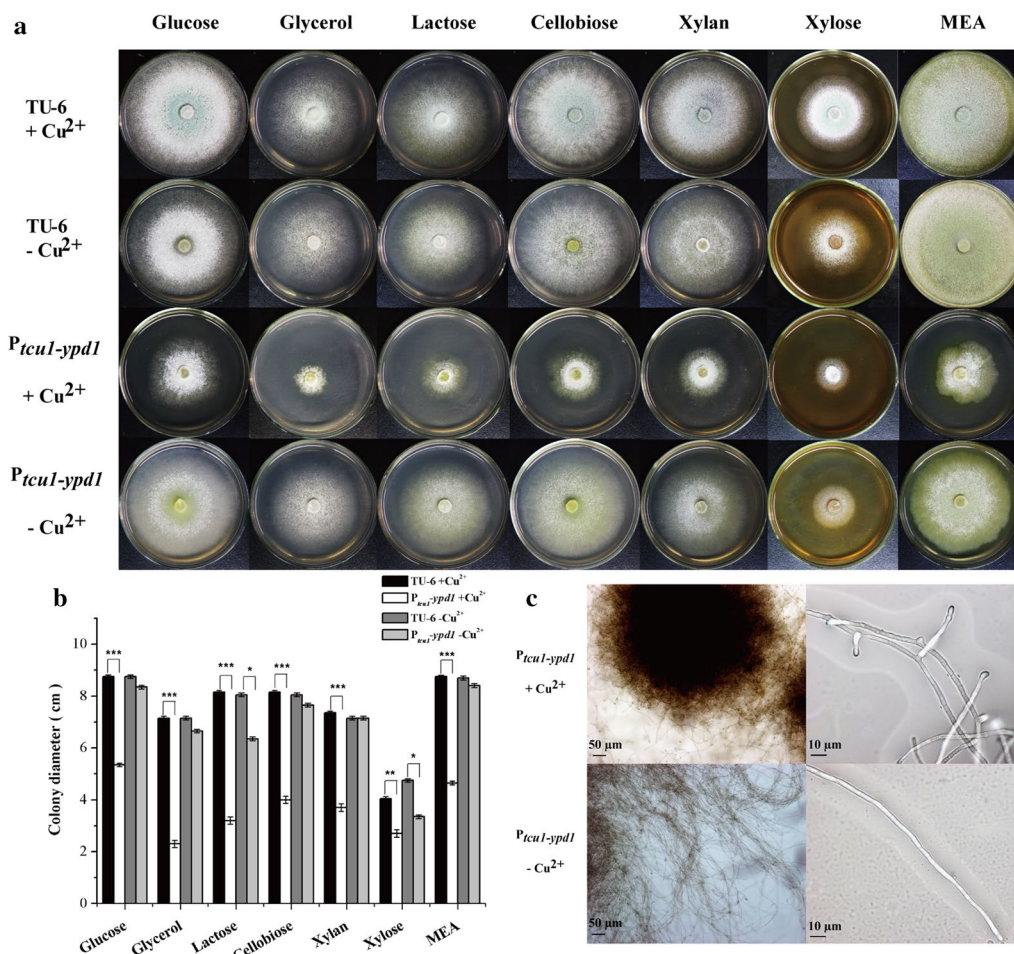 a
Glucose Glycerol Lactose Cellobiose Xylan Xylose MEA
TU-6
+ Cu²⁺
TU-6
- Cu²⁺
Ptcu1-ypd1
+ Cu²⁺
Ptcu1-ypd1
- Cu²⁺
b
TU-6 +Cu²⁺
Ptcu1-ypd1 +Cu²⁺
TU-6 -Cu²⁺
Ptcu1-ypd1 -Cu²⁺
Colony diameter ( cm )
10
8
6
4
2
0
*** *** *** * *** *** ** * ***
Glucose Glycerol Lactose Cellobiose Xylan Xylose MEA
c
Ptcu1-ypd1
+ Cu²⁺
50 µm 10 µm
Ptcu1-ypd1
- Cu²⁺
50 µm 10 µm